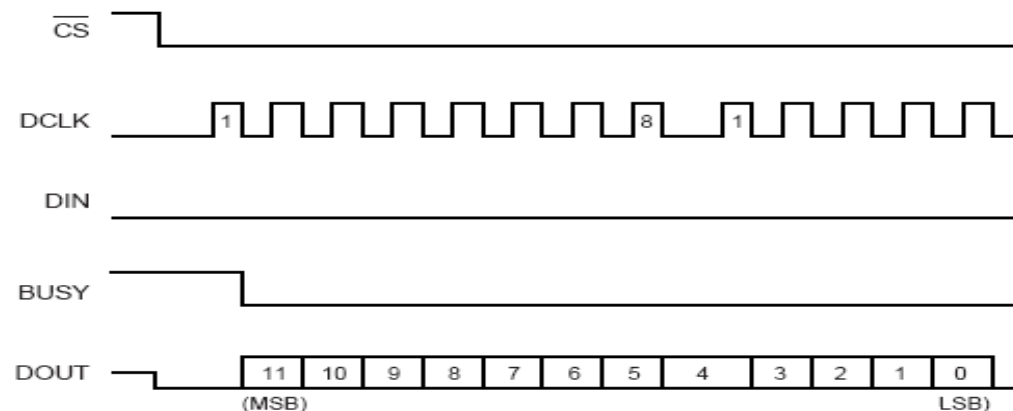 CS
DCLK 1 8 1
DIN
BUSY
DOUT 11 10 9 8 7 6 5 4 3 2 1 0
(MSB) LSB)